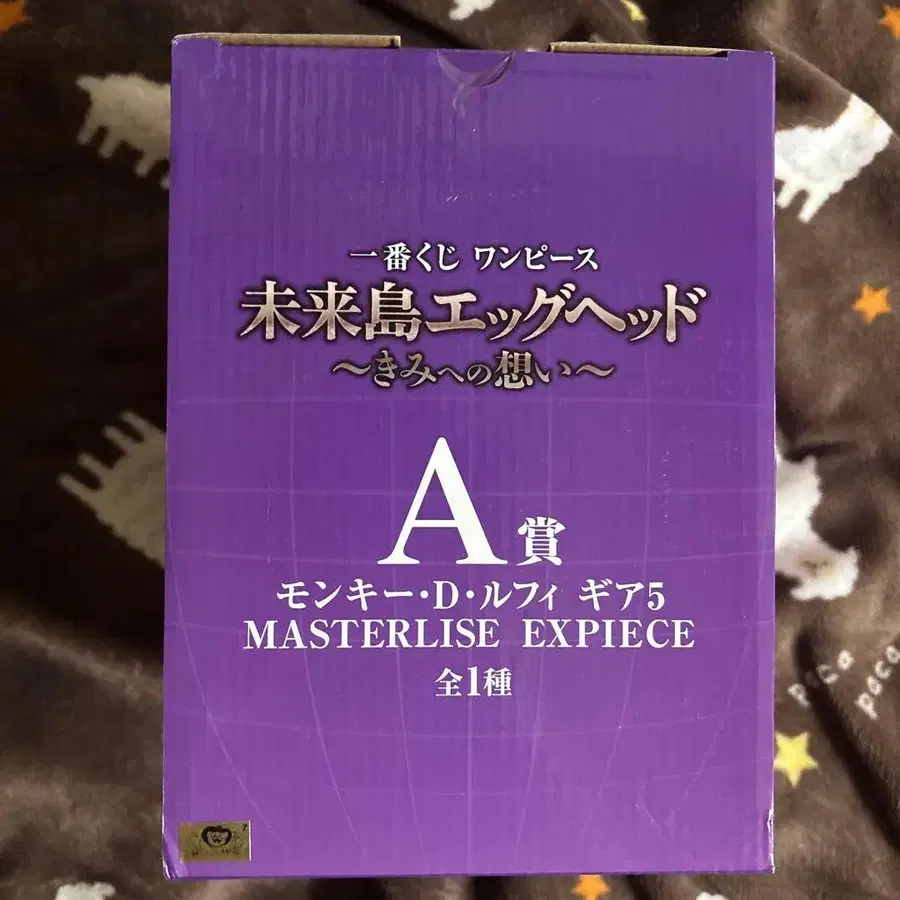 一番くじ ワンピース
未来島エッグヘッド
～きみへの想い～
A賞
モンキー・D・ルフィ ギア5
MASTERLISE EXPIECE
全1種
paca
paca